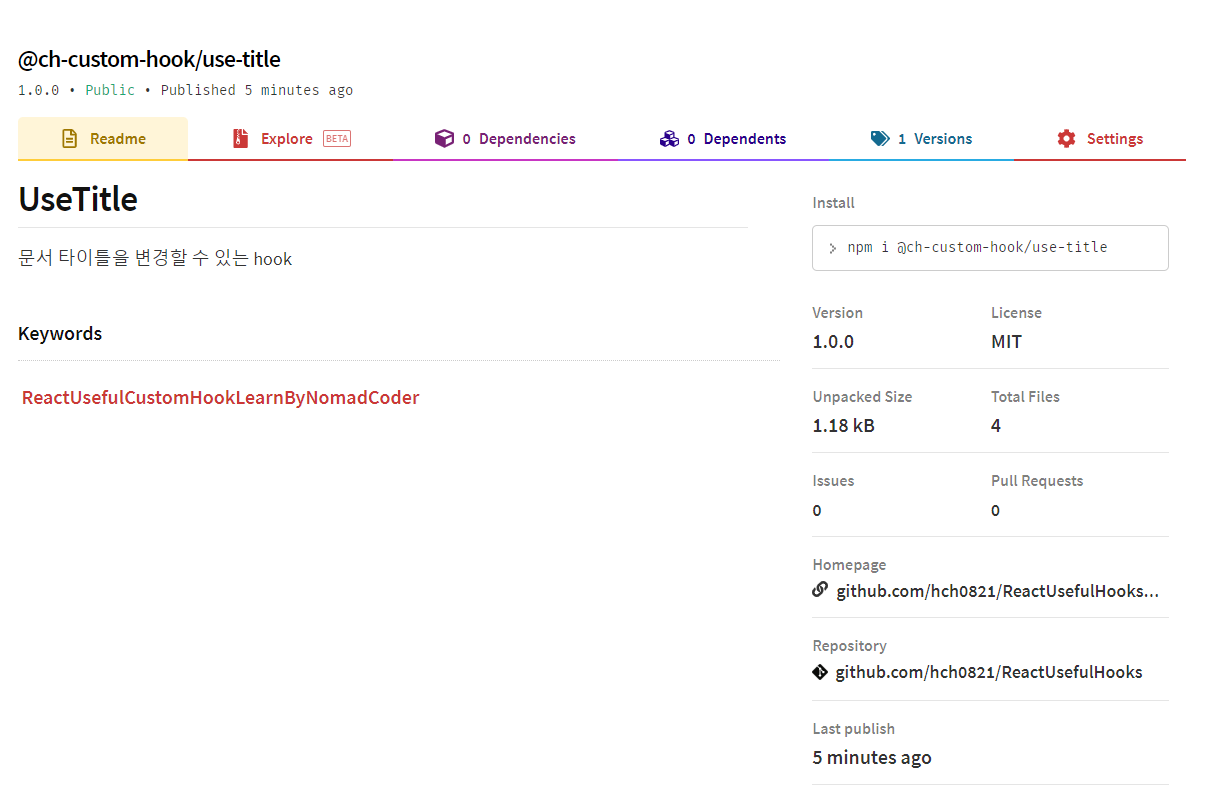 @ch-custom-hook/use-title
1.0.0 • Public • Published 5 minutes ago
Readme
Explore BETA
0 Dependencies
0 Dependents
1 Versions
Settings
UseTitle
문서 타이틀을 변경할 수 있는 hook
Keywords
ReactUsefulCustomHookLearnByNomadCoder
Install
> npm i @ch-custom-hook/use-title
Version
1.0.0
License
MIT
Unpacked Size
1.18 kB
Total Files
4
Issues
0
Pull Requests
0
Homepage
github.com/hch0821/ReactUsefulHooks...
Repository
github.com/hch0821/ReactUsefulHooks
Last publish
5 minutes ago